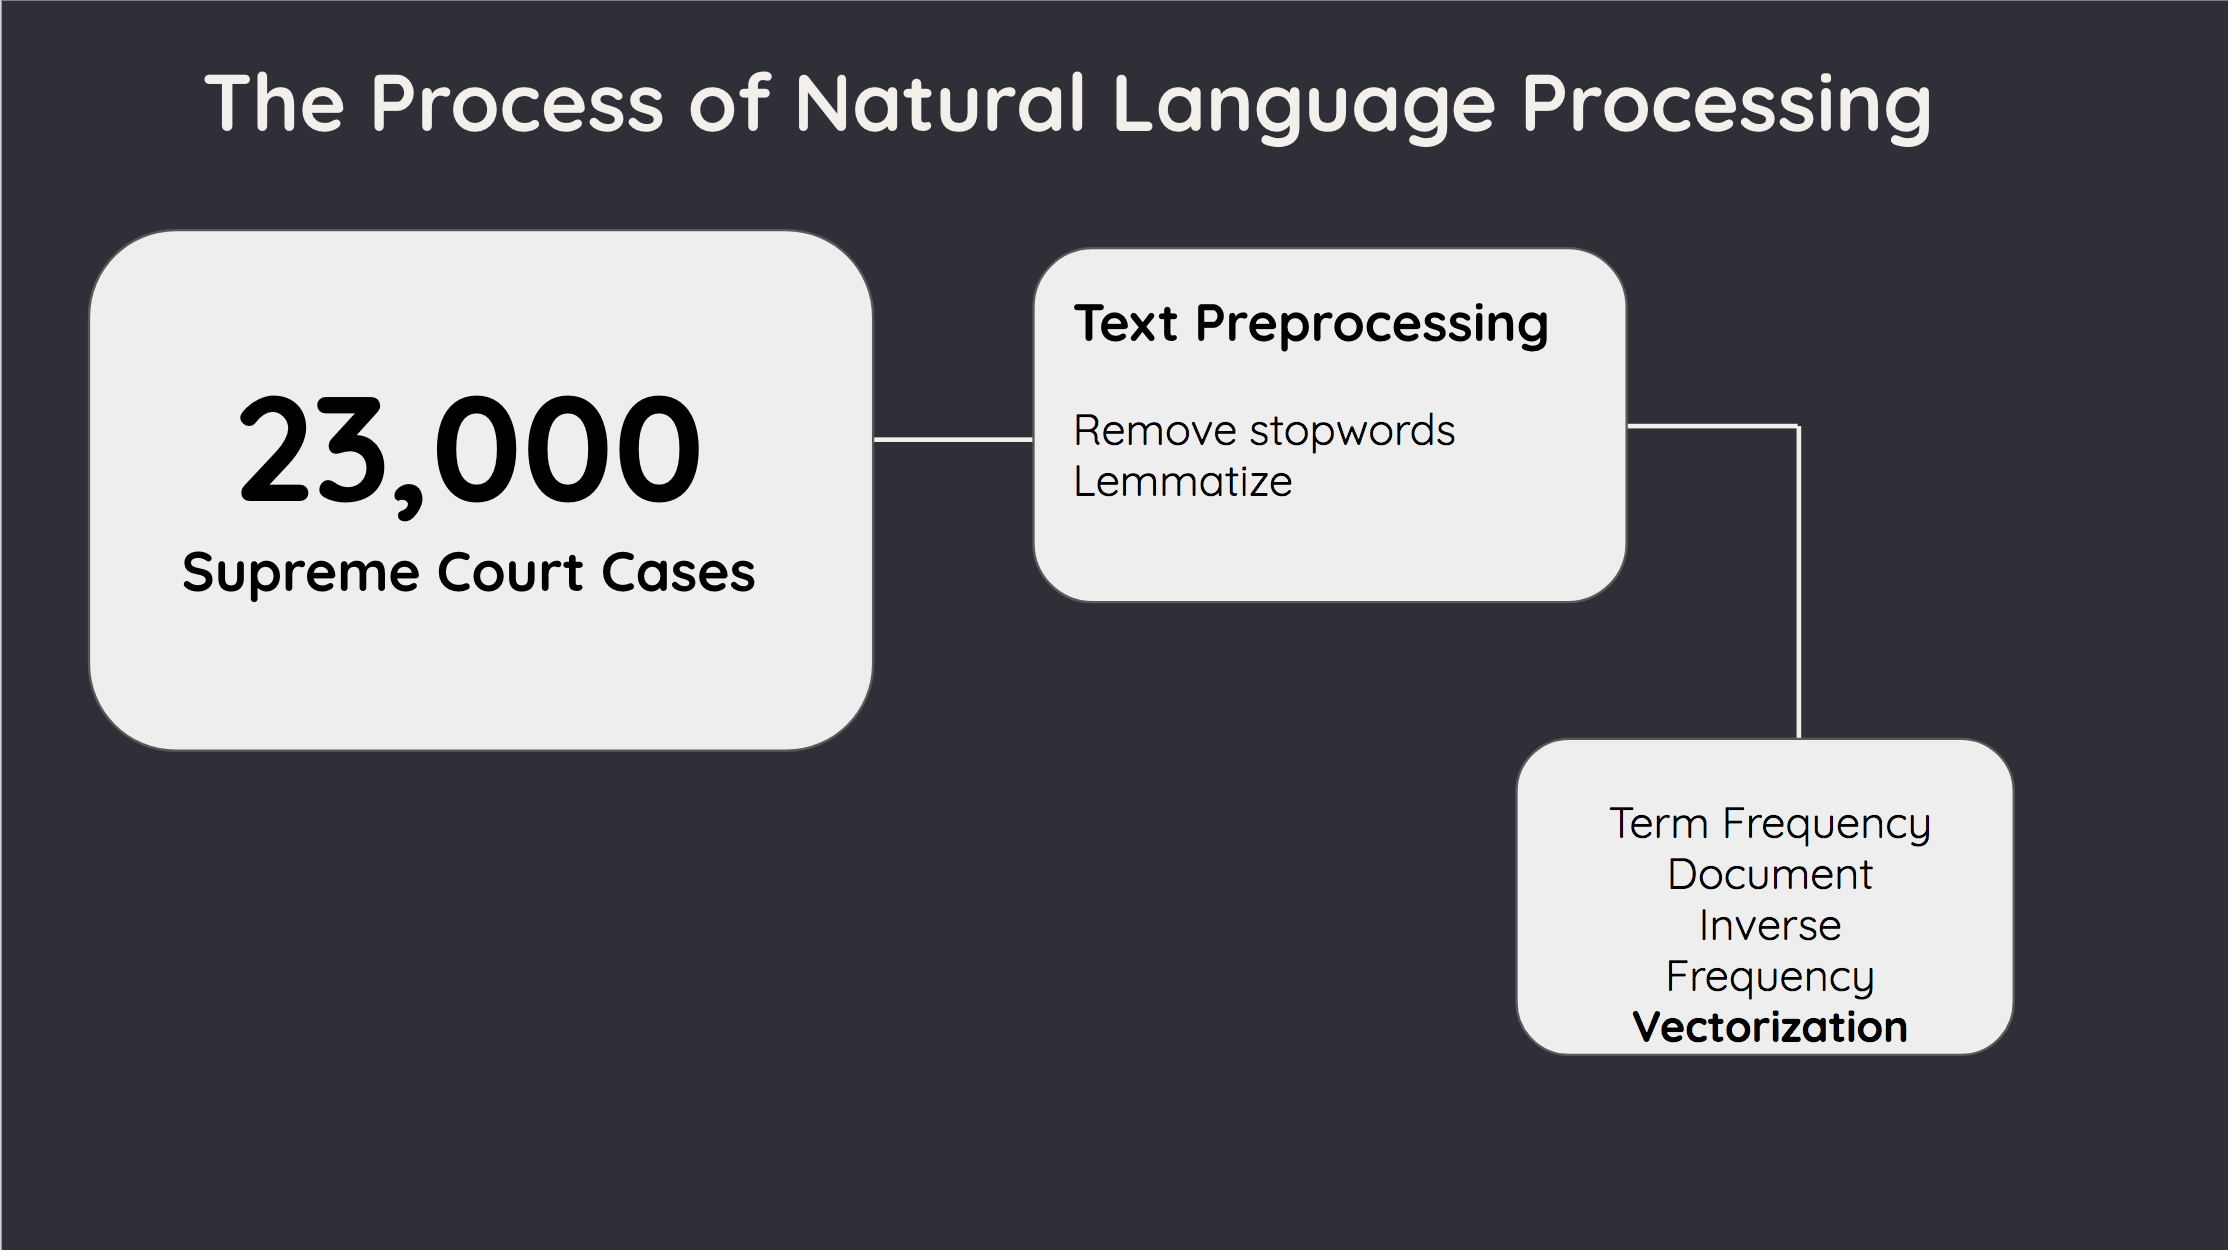 The Process of Natural Language Processing
23,000
Supreme Court Cases
Text Preprocessing
Remove stopwords
Lemmatize
Term Frequency
Document
Inverse
Frequency
Vectorization